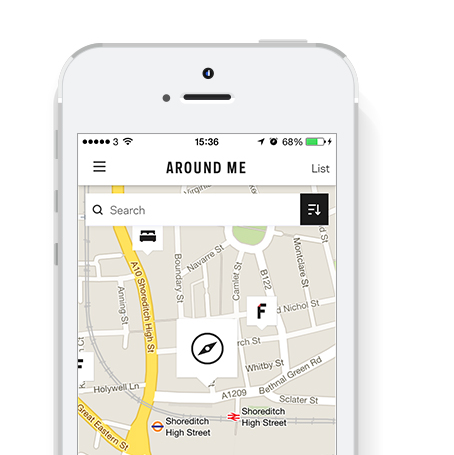 3 15:36 68%
AROUND ME
List
Search
Virginia
Navarre St
Boundary St
Camlet St
B122
Montclare St
A10 Shoreditch High St
Anning St
d Nichol St
F
rch St
F
Whitby St
Bethnal Green Rd
Holywell Ln
A1209
Sclater St
Great Eastern St
Shoreditch
High Street
Shoreditch
High Street